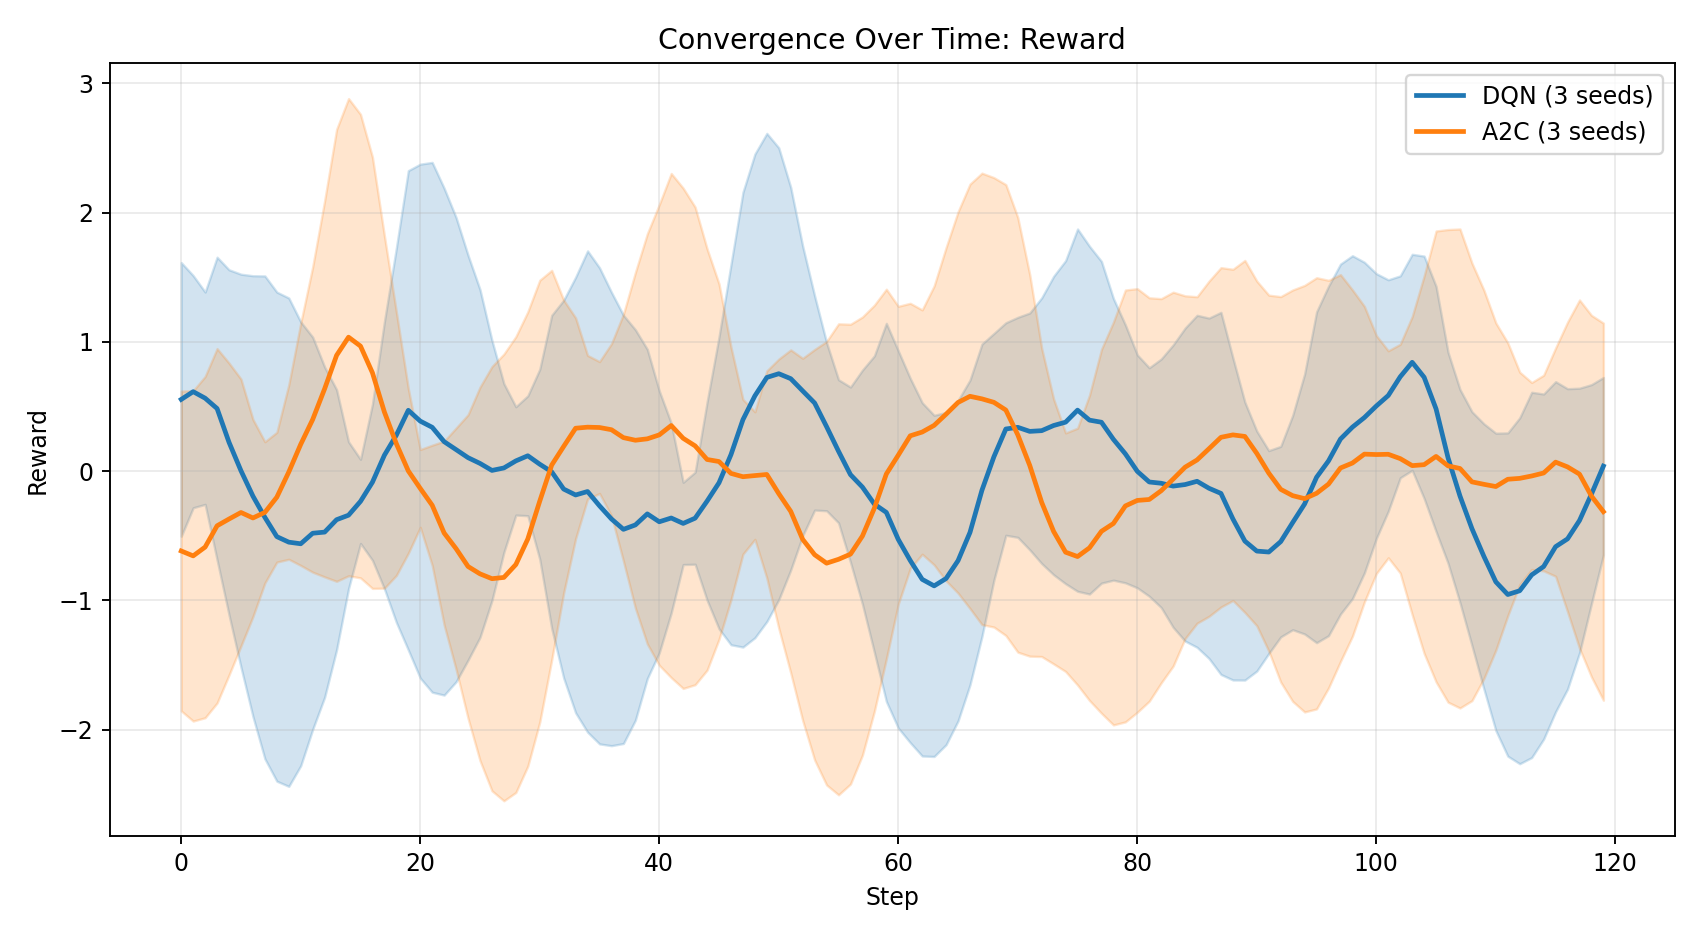 Convergence Over Time: Reward
DQN (3 seeds)
A2C (3 seeds)
Reward
3
2
1
0
−1
−2
0 20 40 60 80 100 120
Step